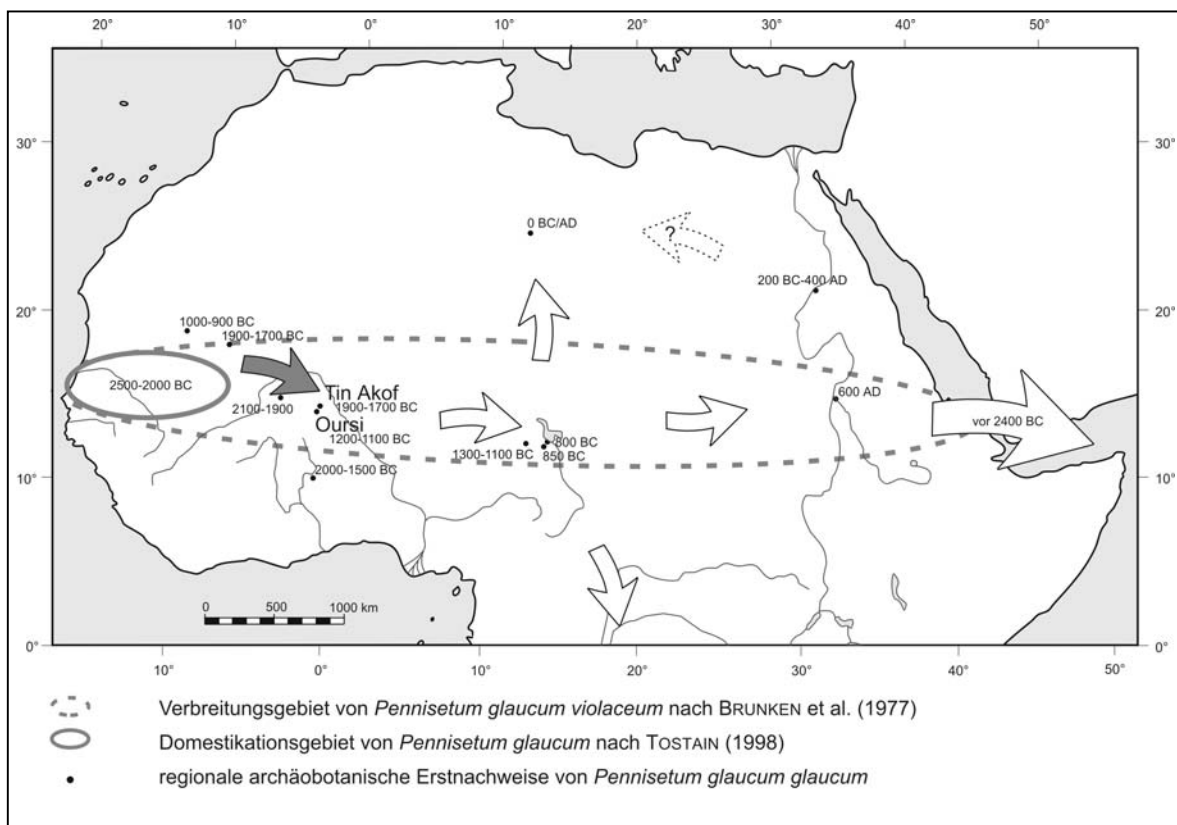 20° 10° 0° 10° 20° 30° 40° 50°
30° 30°
0 BC/AD
?
200 BC-400 AD
20° 20°
1000-900 BC
1900-1700 BC
2500-2000 BC
Tin Akof
2100-1900
1900-1700 BC
600 AD
Oursi
vor 2400 BC
1200-1100 BC
800 BC
1300-1100 BC
850 BC
2000-1500 BC
10° 10°
0 500 1000 km
0° 0°
10° 0° 10° 20° 30° 40° 50°
Verbreitungsgebiet von Pennisetum glaucum violaceum nach BRUNKEN et al. (1977)
Domestikationsgebiet von Pennisetum glaucum nach TOSTAIN (1998)
regionale archäobotanische Erstnachweise von Pennisetum glaucum glaucum